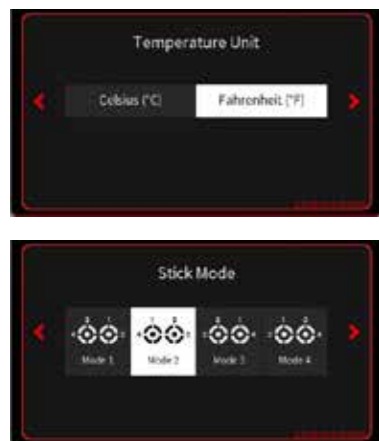 Temperature Unit
Celsius (°C) Fahrenheit (°F)
Stick Mode
Mode 1 Mode 2 Mode 3 Mode 4